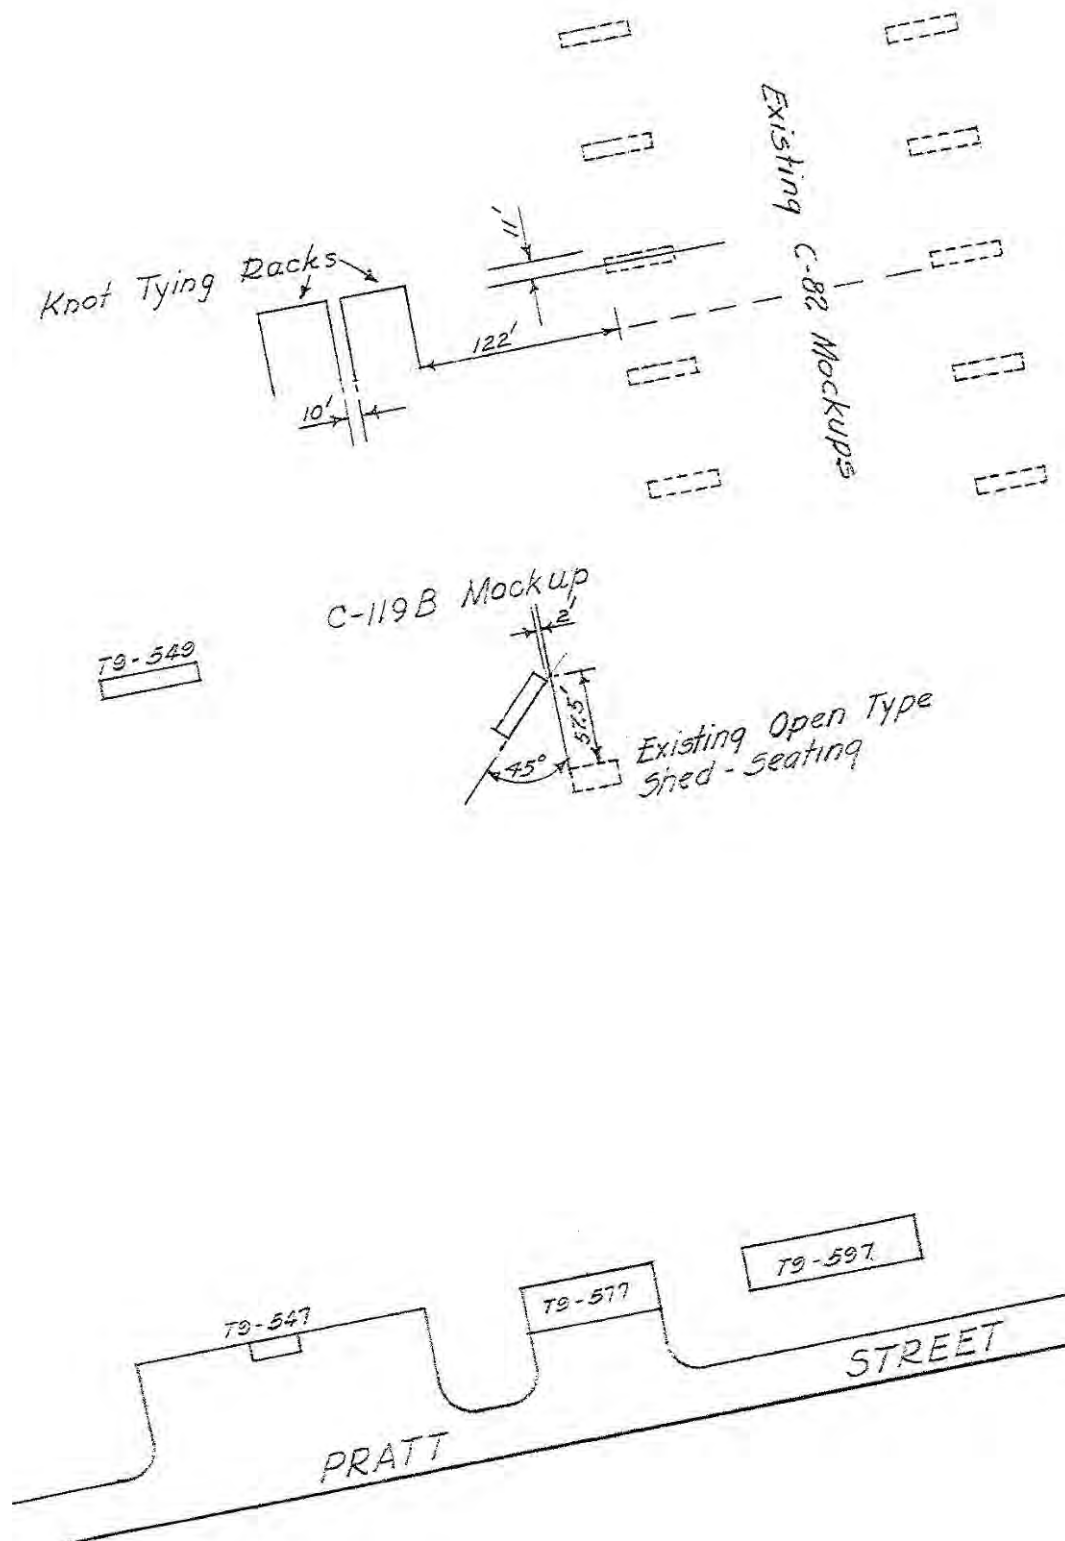 Existing C-82 Mockups
11'
Knot Tying Racks
122'
10'
C-119B Mockup
2'
T9-549
57.5'
45°
Existing Open Type
Shed-Seating
T9-597
T9-577
T9-547
STREET
PRATT